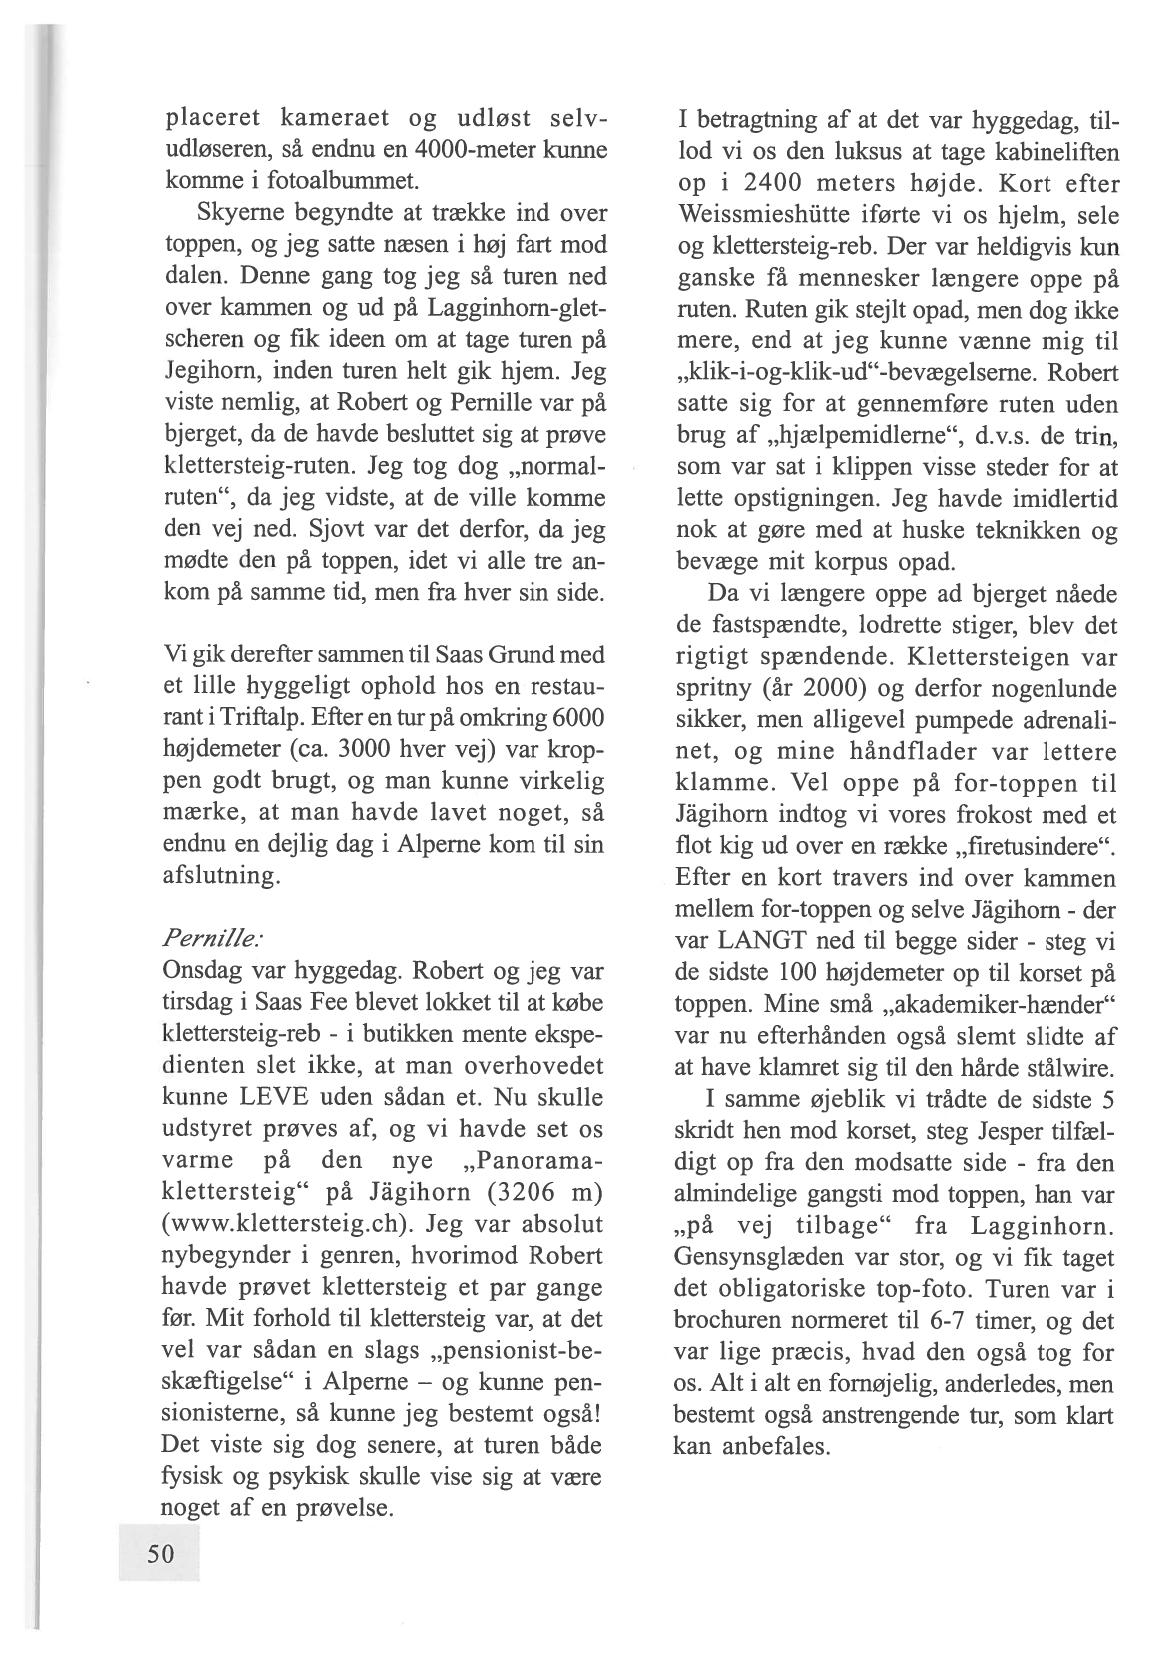 placeret kameraet og udløst selv-
udløseren, så endnu en 4000-meter kunne
komme i fotoalbummet.
Skyerne begyndte at trække ind over
toppen, og jeg satte næsen i høj fart mod
dalen. Denne gang tog jeg så turen ned
over kammen og ud på Lagginhorn-glet-
scheren og fik ideen om at tage turen på
Jegihorn, inden turen helt gik hjem. Jeg
viste nemlig, at Robert og Pernille var på
bjerget, da de havde besluttet sig at prøve
klettersteig-ruten. Jeg tog dog „normal-
ruten“, da jeg vidste, at de ville komme
den vej ned. Sjovt var det derfor, da jeg
mødte den på toppen, idet vi alle tre an-
kom på samme tid, men fra hver sin side.
Vi gik derefter sammen til Saas Grund med
et lille hyggeligt ophold hos en restau-
rant i Triftalp. Efter en tur på omkring 6000
højdemeter (ca. 3000 hver vej) var krop-
pen godt brugt, og man kunne virkelig
mærke, at man havde lavet noget, så
endnu en dejlig dag i Alperne kom til sin
afslutning.
Pernille:
Onsdag var hyggedag. Robert og jeg var
tirsdag i Saas Fee blevet lokket til at købe
klettersteig-reb - i butikken mente ekspe-
dienten slet ikke, at man overhovedet
kunne LEVE uden sådan et. Nu skulle
udstyret prøves af, og vi havde set os
varme på den nye „Panorama-
klettersteig“ på Jägihorn (3206 m)
(www.klettersteig.ch). Jeg var absolut
nybegynder i genren, hvorimod Robert
havde prøvet klettersteig et par gange
før. Mit forhold til klettersteig var, at det
vel var sådan en slags „pensionist-be-
skæftigelse“ i Alperne – og kunne pen-
sionisterne, så kunne jeg bestemt også!
Det viste sig dog senere, at turen både
fysisk og psykisk skulle vise sig at være
noget af en prøvelse.
I betragtning af at det var hyggedag, til-
lod vi os den luksus at tage kabineliften
op i 2400 meters højde. Kort efter
Weissmieshütte iførte vi os hjelm, sele
og klettersteig-reb. Der var heldigvis kun
ganske få mennesker længere oppe på
ruten. Ruten gik stejlt opad, men dog ikke
mere, end at jeg kunne vænne mig til
„klik-i-og-klik-ud“-bevægelserne. Robert
satte sig for at gennemføre ruten uden
brug af „hjælpemidlerne“, d.v.s. de trin,
som var sat i klippen visse steder for at
lette opstigningen. Jeg havde imidlertid
nok at gøre med at huske teknikken og
bevæge mit korpus opad.
Da vi længere oppe ad bjerget nåede
de fastspændte, lodrette stiger, blev det
rigtigt spændende. Klettersteigen var
spritny (år 2000) og derfor nogenlunde
sikker, men alligevel pumpede adrenali-
net, og mine håndflader var lettere
klamme. Vel oppe på for-toppen til
Jägihorn indtog vi vores frokost med et
flot kig ud over en række „firetusindere“.
Efter en kort travers ind over kammen
mellem for-toppen og selve Jägihorn - der
var LANGT ned til begge sider - steg vi
de sidste 100 højdemeter op til korset på
toppen. Mine små „akademiker-hænder“
var nu efterhånden også slemt slidte af
at have klamret sig til den hårde stålwire.
I samme øjeblik vi trådte de sidste 5
skridt hen mod korset, steg Jesper tilfæl-
digt op fra den modsatte side - fra den
almindelige gangsti mod toppen, han var
„på vej tilbage“ fra Lagginhorn.
Gensynsglæden var stor, og vi fik taget
det obligatoriske top-foto. Turen var i
brochuren normeret til 6-7 timer, og det
var lige præcis, hvad den også tog for
os. Alt i alt en fornøjelig, anderledes, men
bestemt også anstrengende tur, som klart
kan anbefales.
50